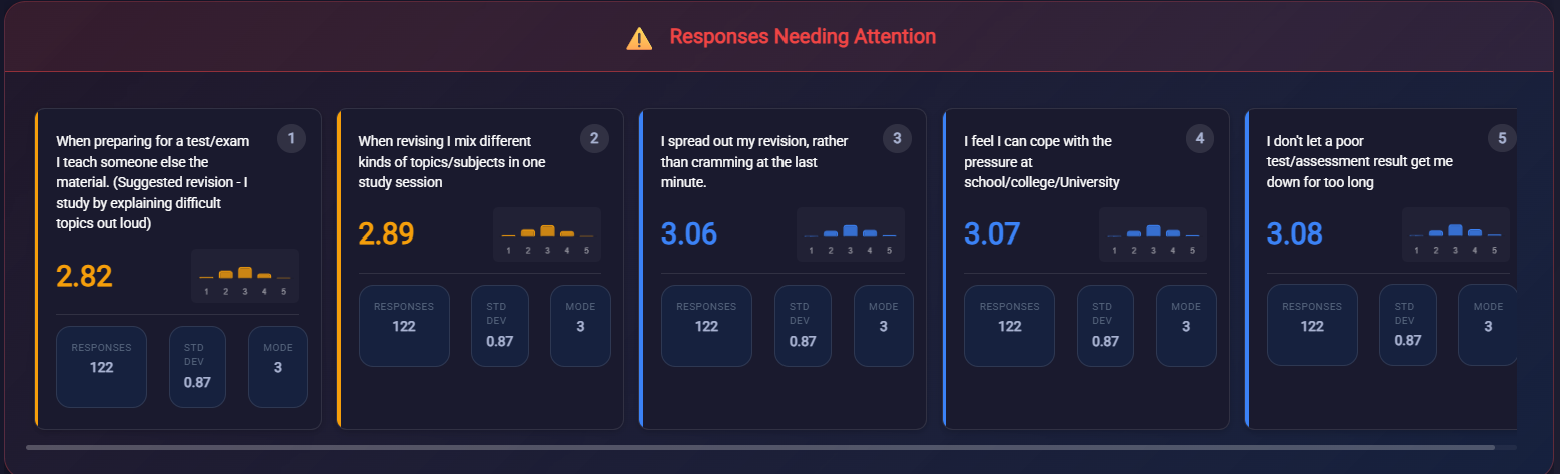 Responses Needing Attention
When preparing for a test/exam
I teach someone else the
material. (Suggested revision - I
study by explaining difficult
topics out loud)
1
2.82
1 2 3 4 5
RESPONSES
122
STD
DEV
0.87
MODE
3
When revising I mix different
kinds of topics/subjects in one
study session
2
2.89
1 2 3 4 5
RESPONSES
122
STD
DEV
0.87
MODE
3
I spread out my revision, rather
than cramming at the last
minute.
3
3.06
1 2 3 4 5
RESPONSES
122
STD
DEV
0.87
MODE
3
I feel I can cope with the
pressure at
school/college/University
4
3.07
1 2 3 4 5
RESPONSES
122
STD
DEV
0.87
MODE
3
I don't let a poor
test/assessment result get me
down for too long
5
3.08
1 2 3 4 5
RESPONSES
122
STD
DEV
0.87
MODE
3